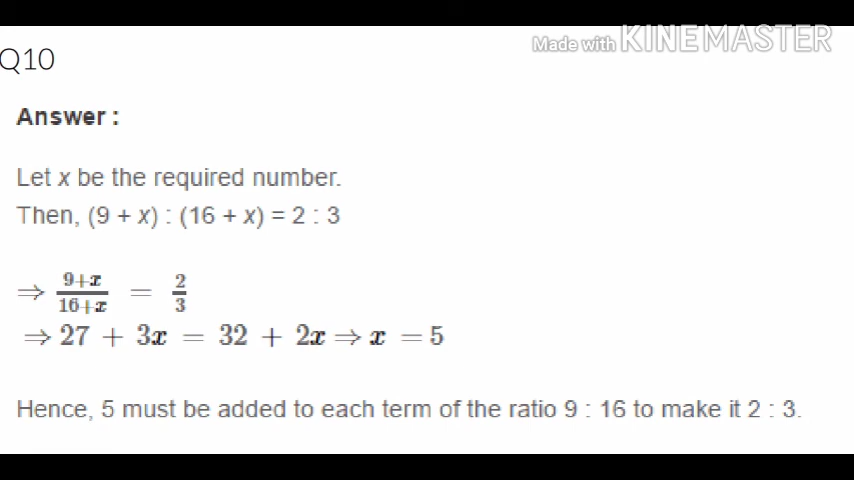 Made with KINEMASTER
Q10
Answer :
Let x be the required number.
Then, (9 + x) : (16 + x) = 2 : 3
⇒ 9+x/16+x = 2/3
⇒ 27 + 3x = 32 + 2x ⇒ x = 5
Hence, 5 must be added to each term of the ratio 9 : 16 to make it 2 : 3.